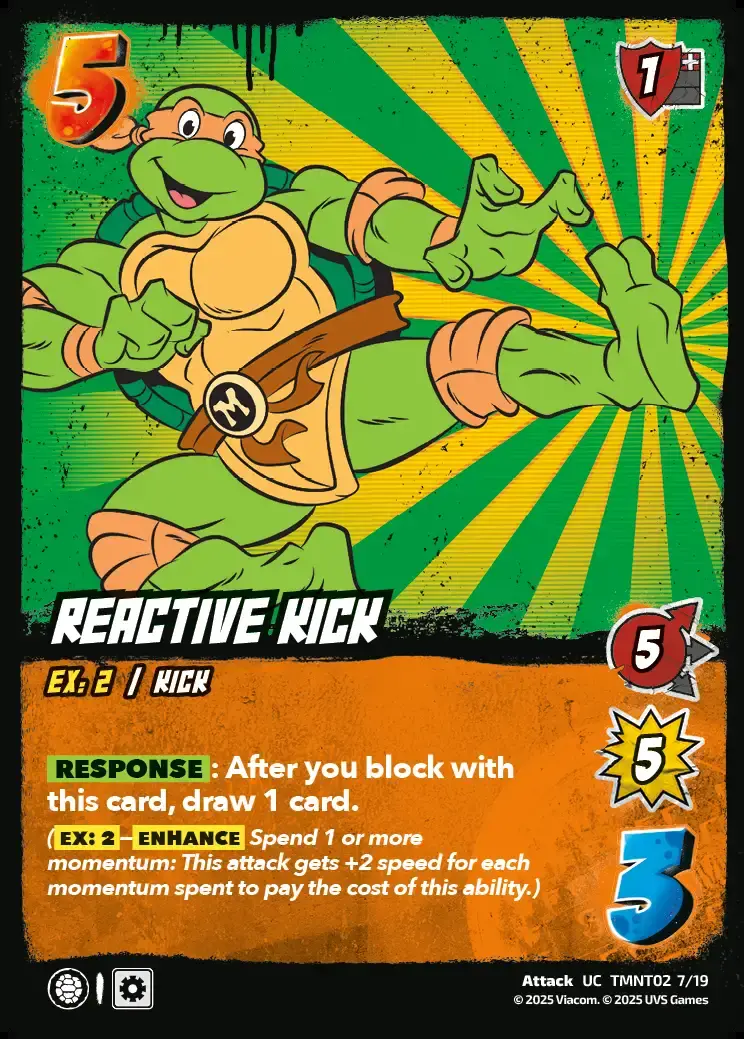 5
1
M
REACTIVE KICK
5
EX: 2 / KICK
5
RESPONSE: After you block with
this card, draw 1 card.
(EX: 2 – ENHANCE Spend 1 or more
momentum: This attack gets +2 speed for each
momentum spent to pay the cost of this ability.)
3
Attack UC TMNT02 7/19
© 2025 Viacom. © 2025 UVS Games